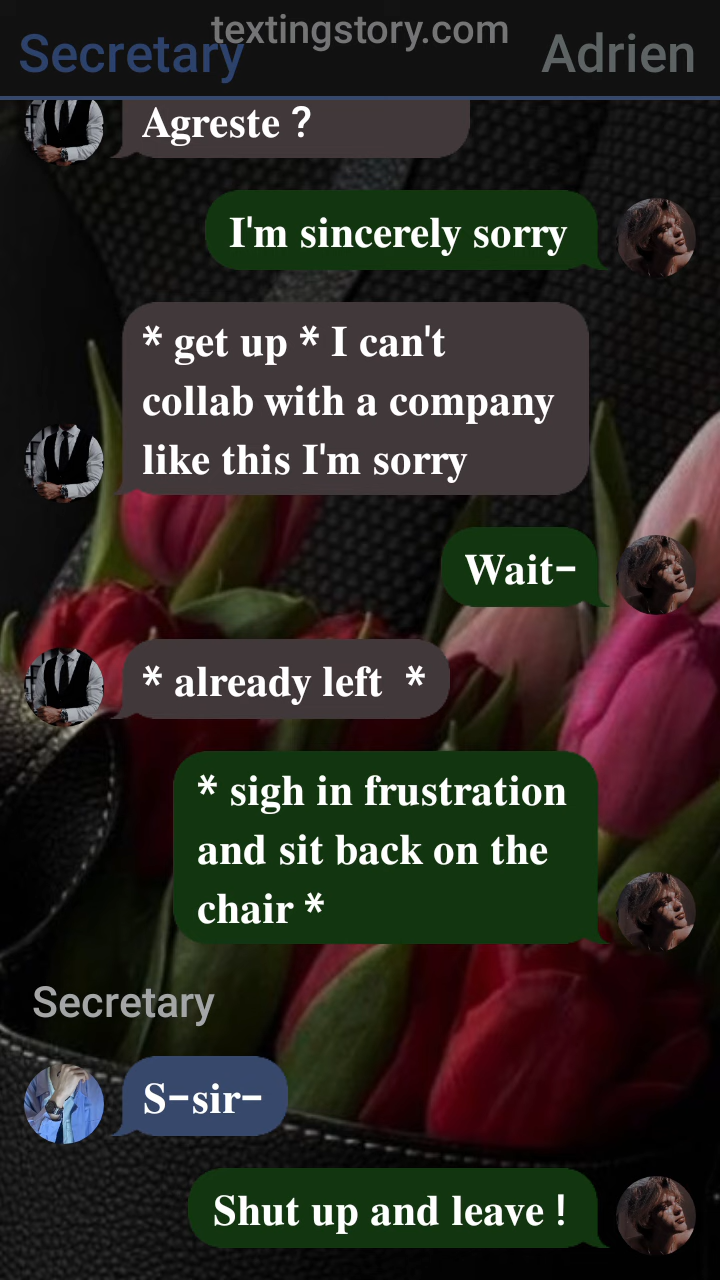 textingstory.com
Secretary
Adrien
Agreste ?
I'm sincerely sorry
* get up * I can't
collab with a company
like this I'm sorry
Wait-
* already left *
* sigh in frustration
and sit back on the
chair *
Secretary
S-sir-
Shut up and leave !